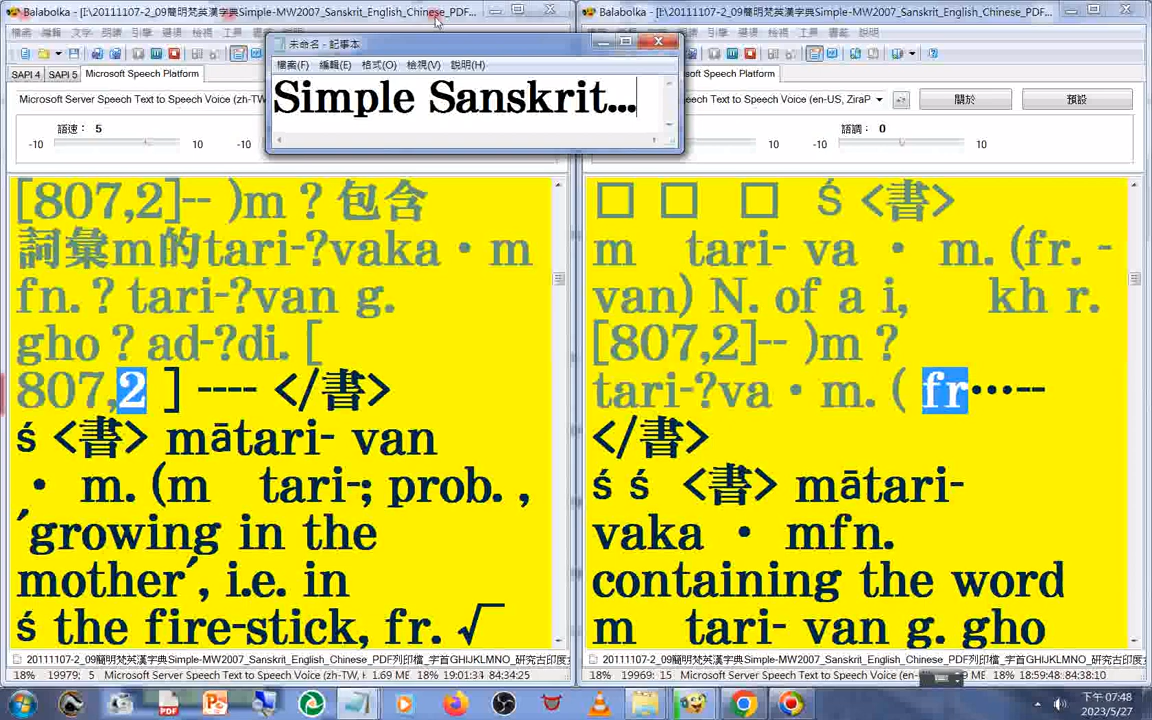 Balabolka - [I:\20111107-2_09簡明梵英漢字典Simple-MW2007_Sanskrit_English_Chinese_PDF...
SAPI 4 SAPI 5 Microsoft Speech Platform
Microsoft Server Speech Text to Speech Voice (zh-TW,
語速： 5
-10 10 -10
[807,2]-- )m ? 包含
詞彙m的tari-?vaka • m
fn. ? tari-?van g.
gho ? ad-?di. [
807,2 ] ---- </書>
ś <書> mātari- van
• m. (m tari-; prob. ,
´growing in the
mother´, i.e. in
ś the fire-stick, fr. √
20111107-2_09簡明梵英漢字典Simple-MW2007_Sanskrit_English_Chinese_PDF列印檔_字首GHIJKLMNO_研究古印度
18% 19979: 5 Microsoft Server Speech Text to Speech Voice (zh-TW, 1.69 ME 18% 19:01:34 84:34:25
未命名 - 記事本
檔案(F) 編輯(E) 格式(O) 檢視(V) 說明(H)
Simple Sanskrit...
Balabolka - [I:\20111107-2_09簡明梵英漢字典Simple-MW2007_Sanskrit_English_Chinese_PDF...
Speech Platform
eech Text to Speech Voice (en-US, ZiraP 關於 預設
語調： 0
10 -10 10
□ □ □ Ś <書>
m tari- va • m. (fr. -
van) N. of a i, kh r.
[807,2]-- )m ?
tari-?va • m. ( fr…--
</書>
ś ś <書> mātari-
vaka • mfn.
containing the word
m tari- van g. gho
20111107-2_09簡明梵英漢字典Simple-MW2007_Sanskrit_English_Chinese_PDF列印檔_字首GHIJKLMNO_研究古印度
18% 19969: 15 Microsoft Server Speech Text to Speech Voice (en-US, 18% 18:59:48 84:38:10
下午 07:48
2023/5/27